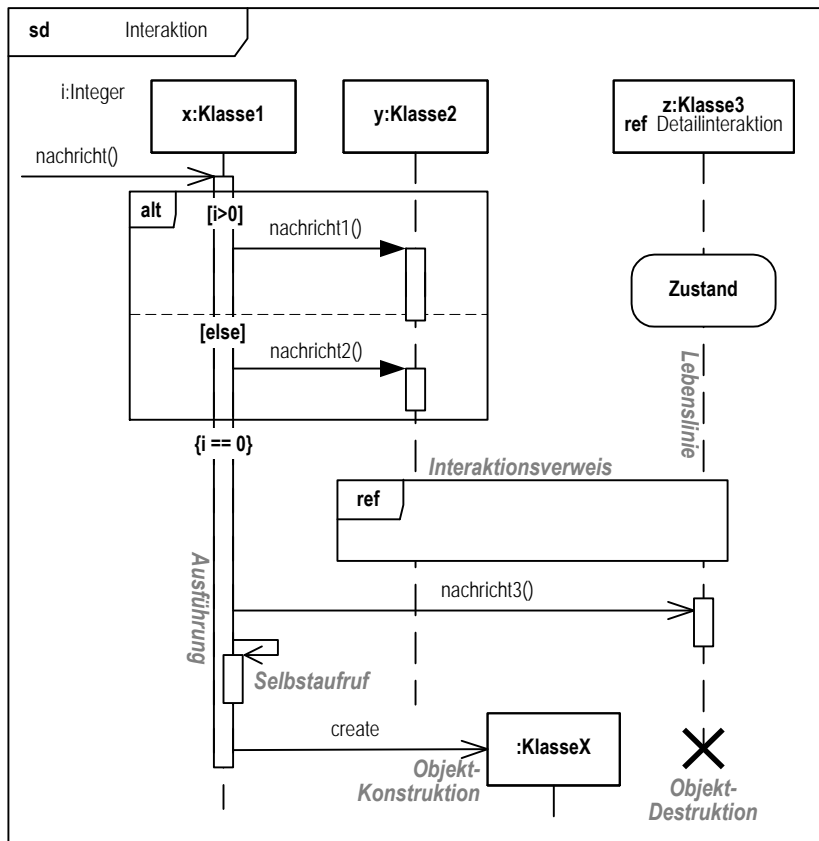 sd Interaktion
i:Integer
x:Klasse1
y:Klasse2
z:Klasse3
ref Detailinteraktion
nachricht()
alt
[i>0]
nachricht1()
Zustand
[else]
nachricht2()
Lebenslinie
{i == 0}
Interaktionsverweis
ref
Ausführung
nachricht3()
Selbstaufruf
create
:KlasseX
Objekt-
Konstruktion
Objekt-
Destruktion